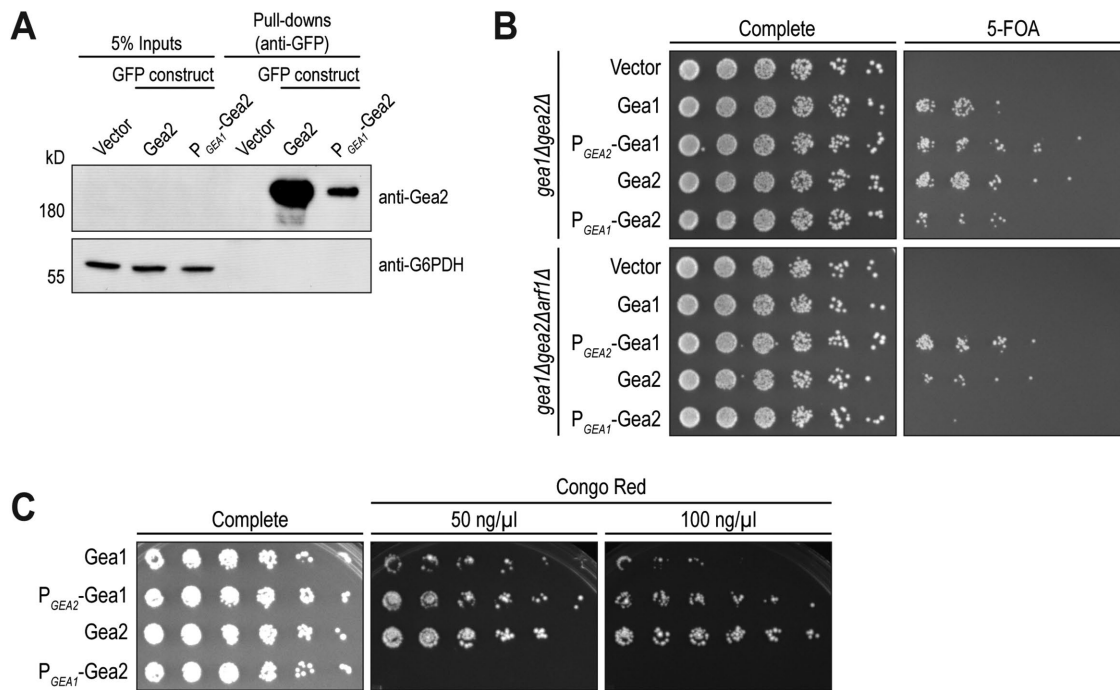 A
5% Inputs
Pull-downs
(anti-GFP)
GFP construct
GFP construct
Vector
Gea2
PGEA1-Gea2
Vector
Gea2
PGEA1-Gea2
kD
180
anti-Gea2
55
anti-G6PDH
B
Complete
5-FOA
gea1Δgea2Δ
Vector
Gea1
PGEA2-Gea1
Gea2
PGEA1-Gea2
gea1Δgea2Δarf1Δ
Vector
Gea1
PGEA2-Gea1
Gea2
PGEA1-Gea2
C
Congo Red
Complete
50 ng/µl
100 ng/µl
Gea1
PGEA2-Gea1
Gea2
PGEA1-Gea2